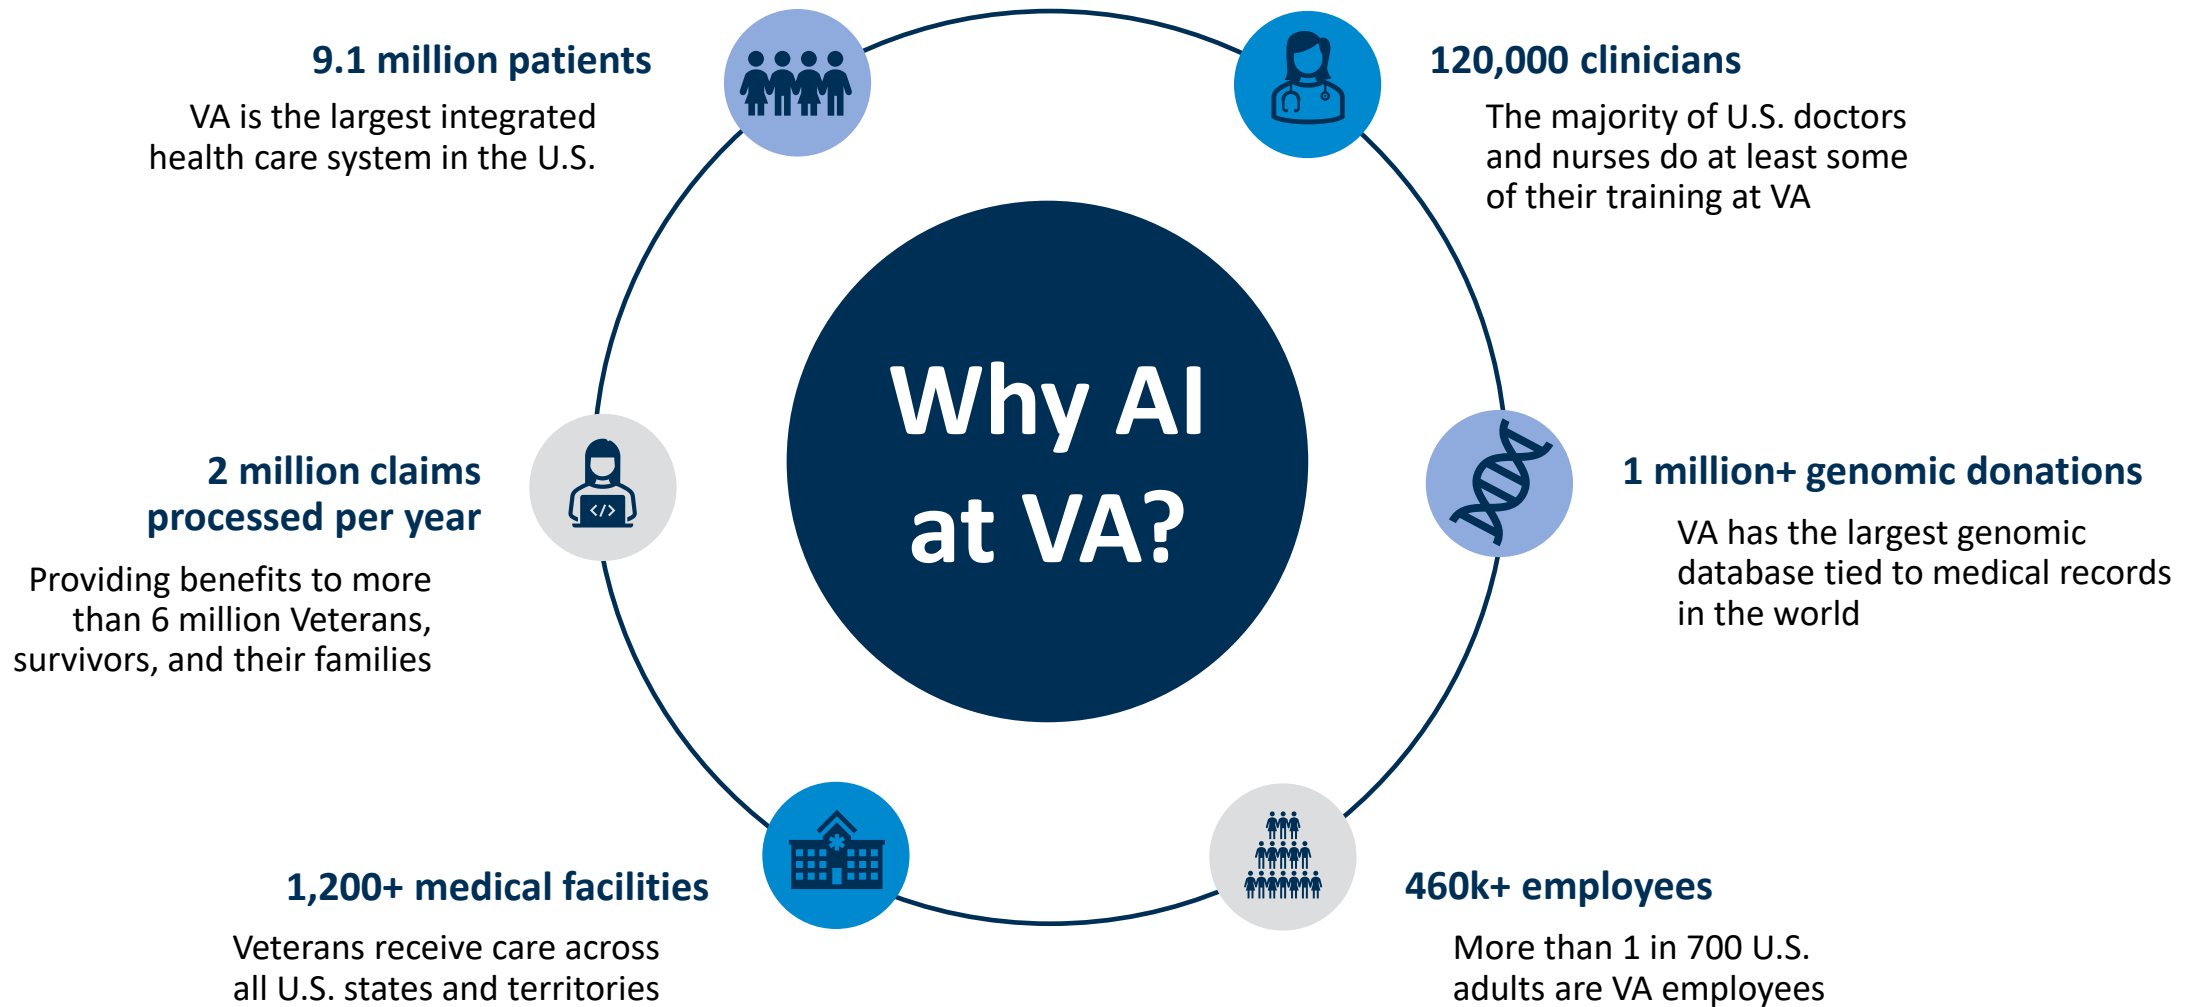 9.1 million patients
VA is the largest integrated
health care system in the U.S.
120,000 clinicians
The majority of U.S. doctors
and nurses do at least some
of their training at VA
Why AI
at VA?
2 million claims
processed per year
Providing benefits to more
than 6 million Veterans,
survivors, and their families
</>
1 million+ genomic donations
VA has the largest genomic
database tied to medical records
in the world
1,200+ medical facilities
Veterans receive care across
all U.S. states and territories
460k+ employees
More than 1 in 700 U.S.
adults are VA employees